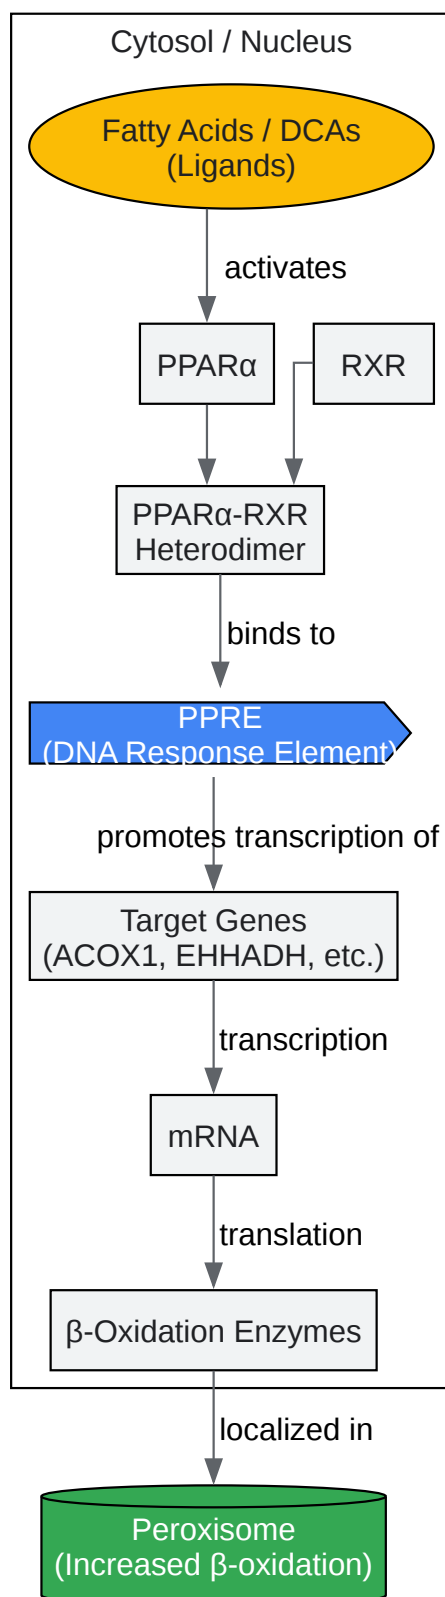 Cytosol / Nucleus
Fatty Acids / DCAs
(Ligands)
activates
PPARα
RXR
PPARα-RXR
Heterodimer
binds to
PPRE
(DNA Response Element)
promotes transcription of
Target Genes
(ACOX1, EHHADH, etc.)
transcription
mRNA
translation
β-Oxidation Enzymes
localized in
Peroxisome
(Increased β-oxidation)